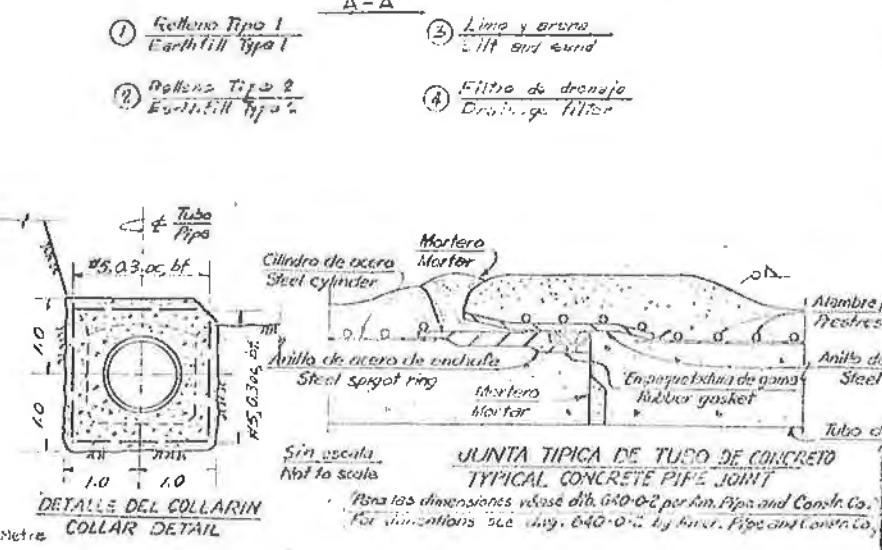 A-A
① Relleno Tipo 1
Earthfill Type 1
② Relleno Tipo 2
Earthfill Type 2
③ Limo y arena
Silt and sand
④ Filtro de drenaje
Drainage filter
℄ Tubo
Pipe
#5, 0.3 oc, bf.
1.0
1.0
#5, 0.3 oc, bf.
1.0
1.0
DETALLE DEL COLLARIN
COLLAR DETAIL
Metre
Cilindro de acero
Steel cylinder
Mortero
Mortar
Alambre
Prestres
Anillo de acero de enchufe
Steel spigot ring
Mortero
Mortar
Empaquetadura de goma
Rubber gasket
Anillo de
Steel
Tubo d
Sin escala
Not to scale
JUNTA TIPICA DE TUBO DE CONCRETO
TYPICAL CONCRETE PIPE JOINT
Para las dimensiones véase dib. 640-0-2 por Am. Pipe and Constr. Co.
For dimentions see dwg. 640-0-2 by Amer. Pipe and Constr. Co.